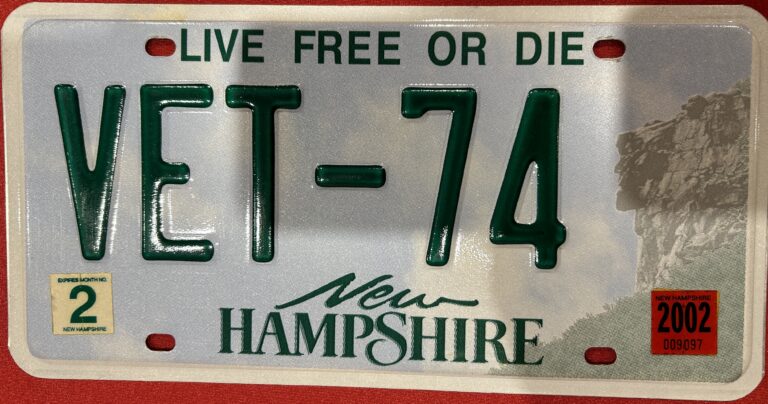 LIVE FREE OR DIE
VET-74
EXPIRES MONTH NO.
2
NEW HAMPSHIRE
New
HAMPSHIRE
NEW HAMPSHIRE
2002
009097